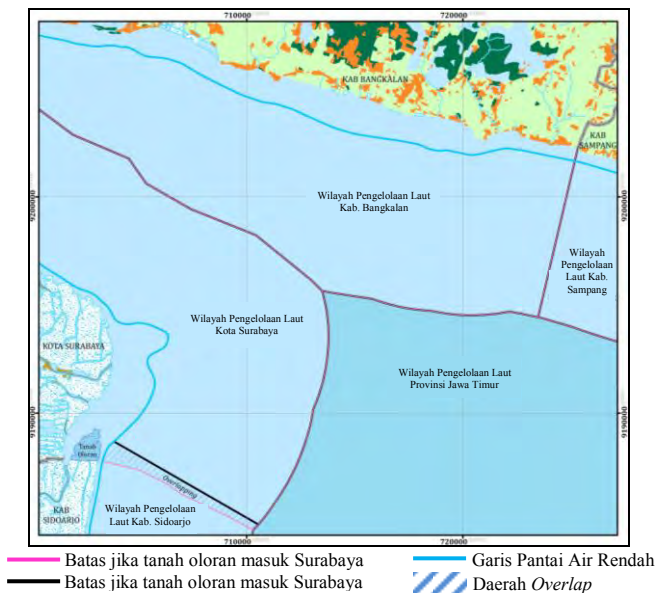 710000
720000
KAB BANGKALAN
KAB
SAMPANG
9200000
9200000
Wilayah Pengelolaan Laut
Kab. Bangkalan
Wilayah
Pengelolaan
Laut Kab.
Sampang
Wilayah Pengelolaan Laut
Kota Surabaya
KOTA SURABAYA
Wilayah Pengelolaan Laut
Provinsi Jawa Timur
9190000
9190000
Tanah
Oloran
Overlapping
KAB
SIDOARJO
Wilayah Pengelolaan
Laut Kab. Sidoarjo
710000
720000
Batas jika tanah oloran masuk Surabaya
Garis Pantai Air Rendah
Batas jika tanah oloran masuk Surabaya
Daerah Overlap